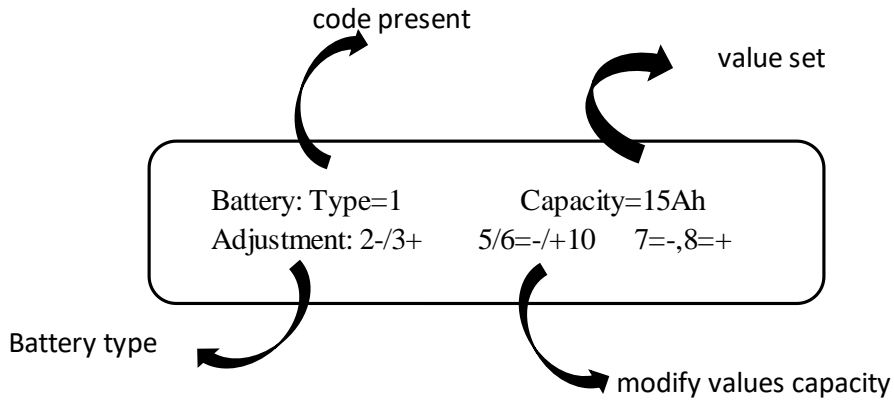 code present
value set
Battery: Type=1 Capacity=15Ah
Adjustment: 2-/3+ 5/6=-/+10 7=-,8=+
Battery type
modify values capacity